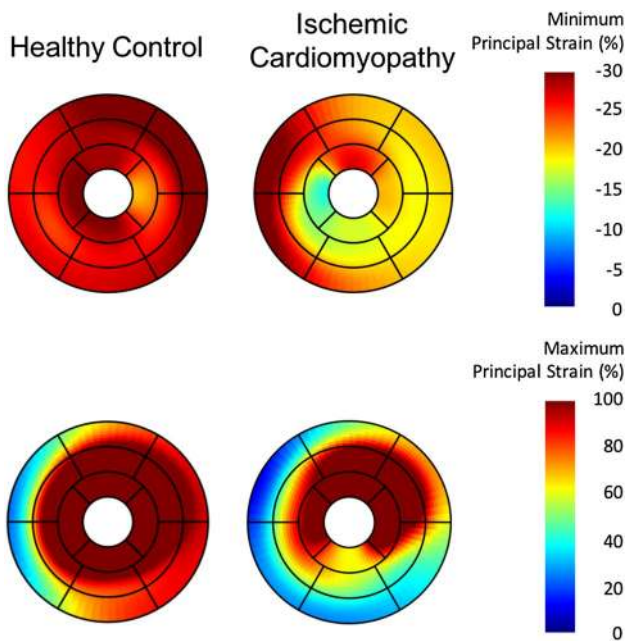 Healthy Control
Ischemic
Cardiomyopathy
Minimum
Principal Strain (%)
-30
-25
-20
-15
-10
-5
0
Maximum
Principal Strain (%)
100
80
60
40
20
0